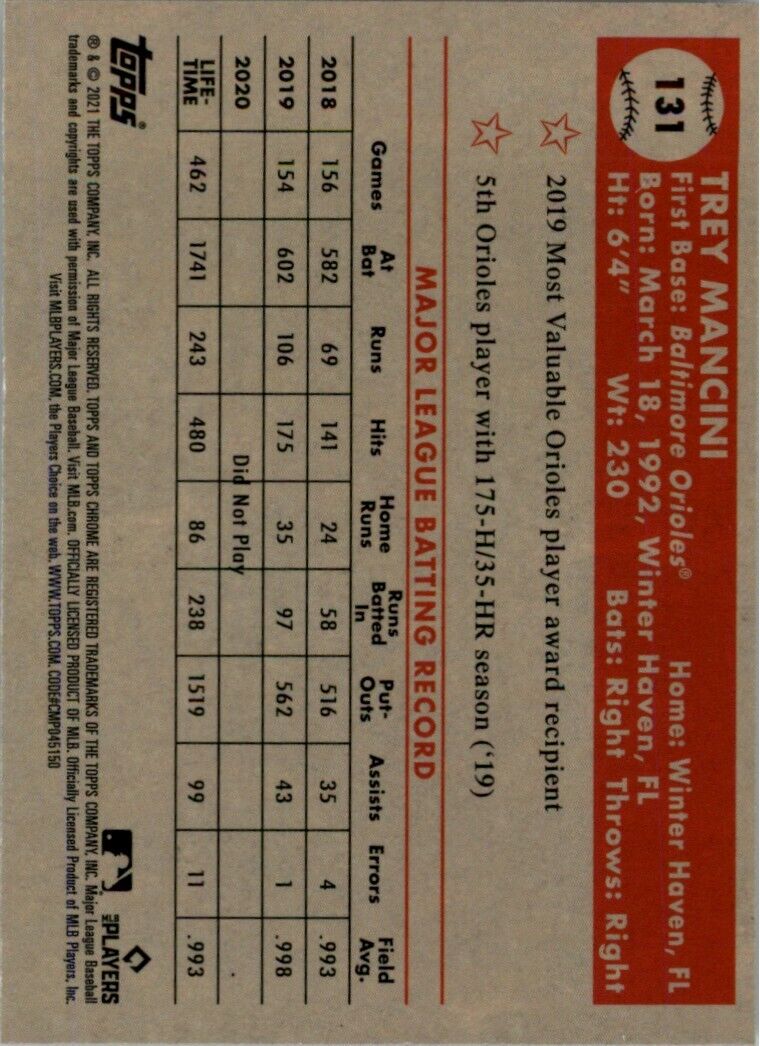 131
TREY MANCINI
First Base: Baltimore Orioles® Home: Winter Haven, FL
Born: March 18, 1992, Winter Haven, FL
Ht: 6'4" Wt: 230 Bats: Right Throws: Right
2019 Most Valuable Orioles player award recipient
5th Orioles player with 175-H/35-HR season ('19)
MAJOR LEAGUE BATTING RECORD
Games At Bat Runs Hits Home Runs Runs Batted In Put-Outs Assists Errors Field Avg.
2018 156 582 69 141 24 58 516 35 4 .993
2019 154 602 106 175 35 97 562 43 1 .998
2020 Did Not Play .
LIFE-TIME 462 1741 243 480 86 238 1519 99 11 .993
topps®
MLB PLAYERS
® & © 2021 THE TOPPS COMPANY, INC. ALL RIGHTS RESERVED. TOPPS AND TOPPS CHROME ARE REGISTERED TRADEMARKS OF THE TOPPS COMPANY, INC. Major League Baseball
trademarks and copyrights are used with permission of Major League Baseball. Visit MLB.com. OFFICIALLY LICENSED PRODUCT OF MLB. Officially Licensed Product of MLB Players, Inc.
Visit MLBPLAYERS.COM, the Players Choice on the web. WWW.TOPPS.COM. CODE#CMP045150